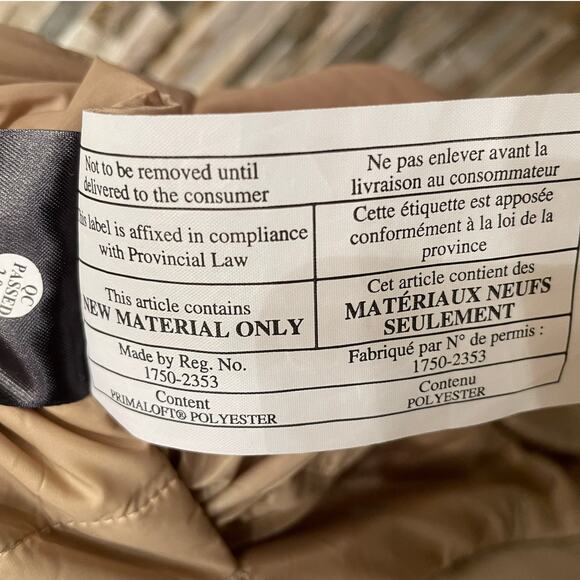 Not to be removed until
delivered to the consumer
Ne pas enlever avant la
livraison au consommateur
This label is affixed in compliance
with Provincial Law
Cette étiquette est apposée
conformément à la loi de la
province
This article contains
NEW MATERIAL ONLY
Cet article contient des
MATÉRIAUX NEUFS
SEULEMENT
Made by Reg. No.
1750-2353
Fabriqué par N° de permis :
1750-2353
Content
PRIMALOFT® POLYESTER
Contenu
POLYESTER
QC
PASSED